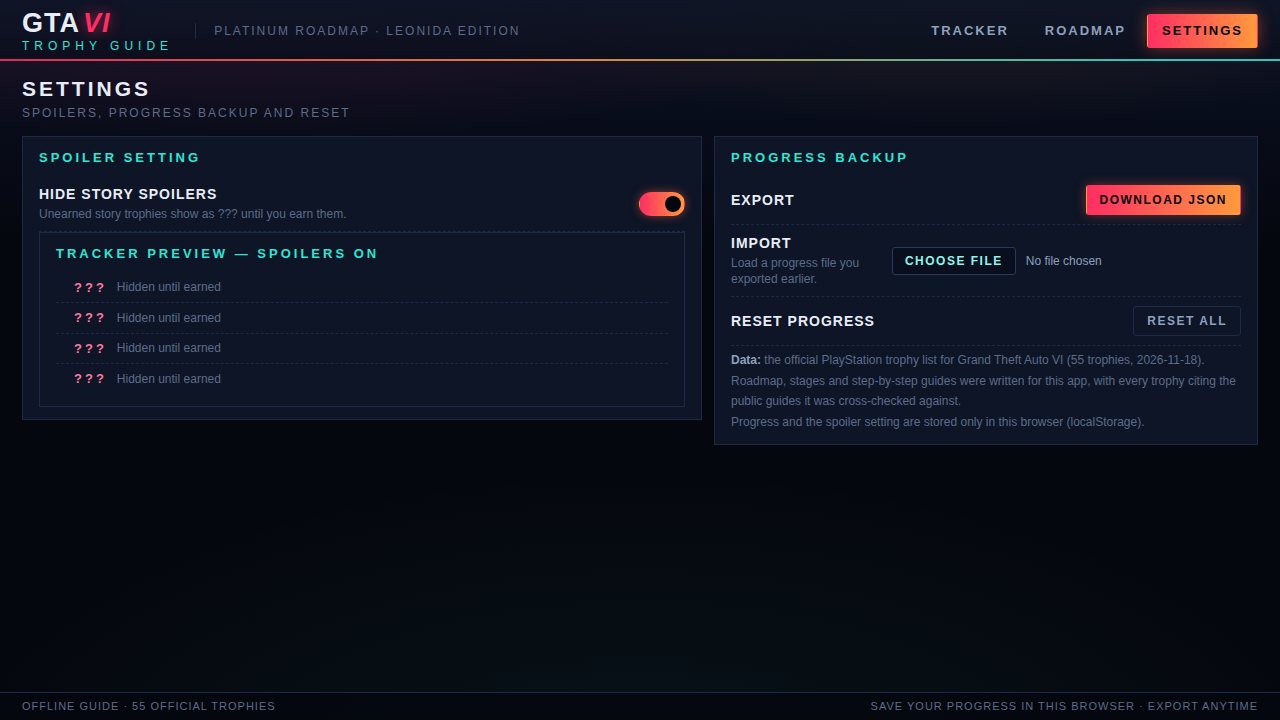 GTA VI
TROPHY GUIDE
PLATINUM ROADMAP · LEONIDA EDITION
TRACKER
ROADMAP
SETTINGS
SETTINGS
SPOILERS, PROGRESS BACKUP AND RESET
SPOILER SETTING
HIDE STORY SPOILERS
Unearned story trophies show as ??? until you earn them.
TRACKER PREVIEW — SPOILERS ON
??? Hidden until earned
??? Hidden until earned
??? Hidden until earned
??? Hidden until earned
PROGRESS BACKUP
EXPORT
DOWNLOAD JSON
IMPORT
Load a progress file you
exported earlier.
CHOOSE FILE No file chosen
RESET PROGRESS
RESET ALL
Data: the official PlayStation trophy list for Grand Theft Auto VI (55 trophies, 2026-11-18).
Roadmap, stages and step-by-step guides were written for this app, with every trophy citing the
public guides it was cross-checked against.
Progress and the spoiler setting are stored only in this browser (localStorage).
OFFLINE GUIDE · 55 OFFICIAL TROPHIES
SAVE YOUR PROGRESS IN THIS BROWSER · EXPORT ANYTIME